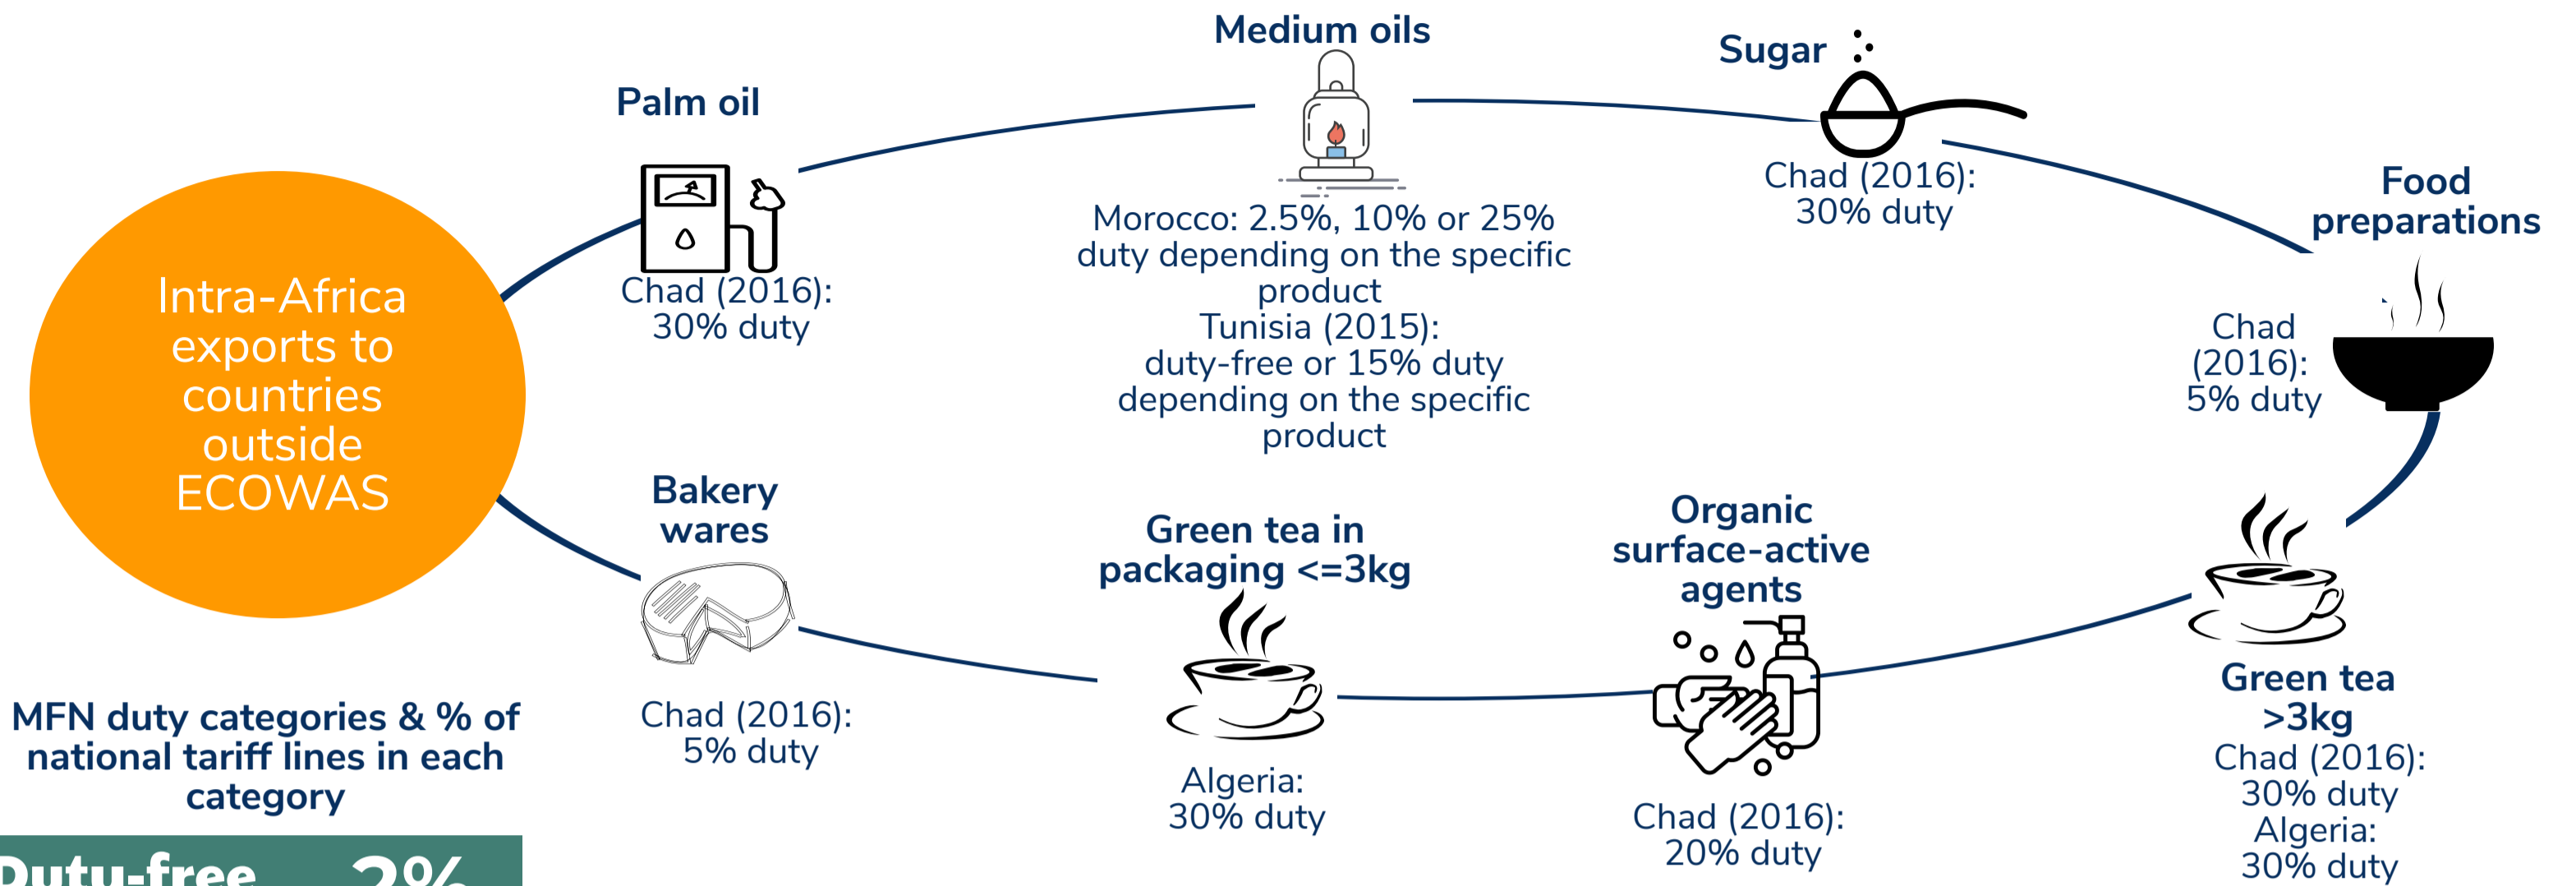 Intra-Africa
exports to
countries
outside
ECOWAS
Palm oil
Chad (2016):
30% duty
Medium oils
Morocco: 2.5%, 10% or 25%
duty depending on the specific
product
Tunisia (2015):
duty-free or 15% duty
depending on the specific
product
Sugar
Chad (2016):
30% duty
Food
preparations
Chad
(2016):
5% duty
Bakery
wares
Chad (2016):
5% duty
Green tea in
packaging <=3kg
Algeria:
30% duty
Organic
surface-active
agents
Chad (2016):
20% duty
Green tea
>3kg
Chad (2016):
30% duty
Algeria:
30% duty
MFN duty categories & % of
national tariff lines in each
category
Duty-free 2%